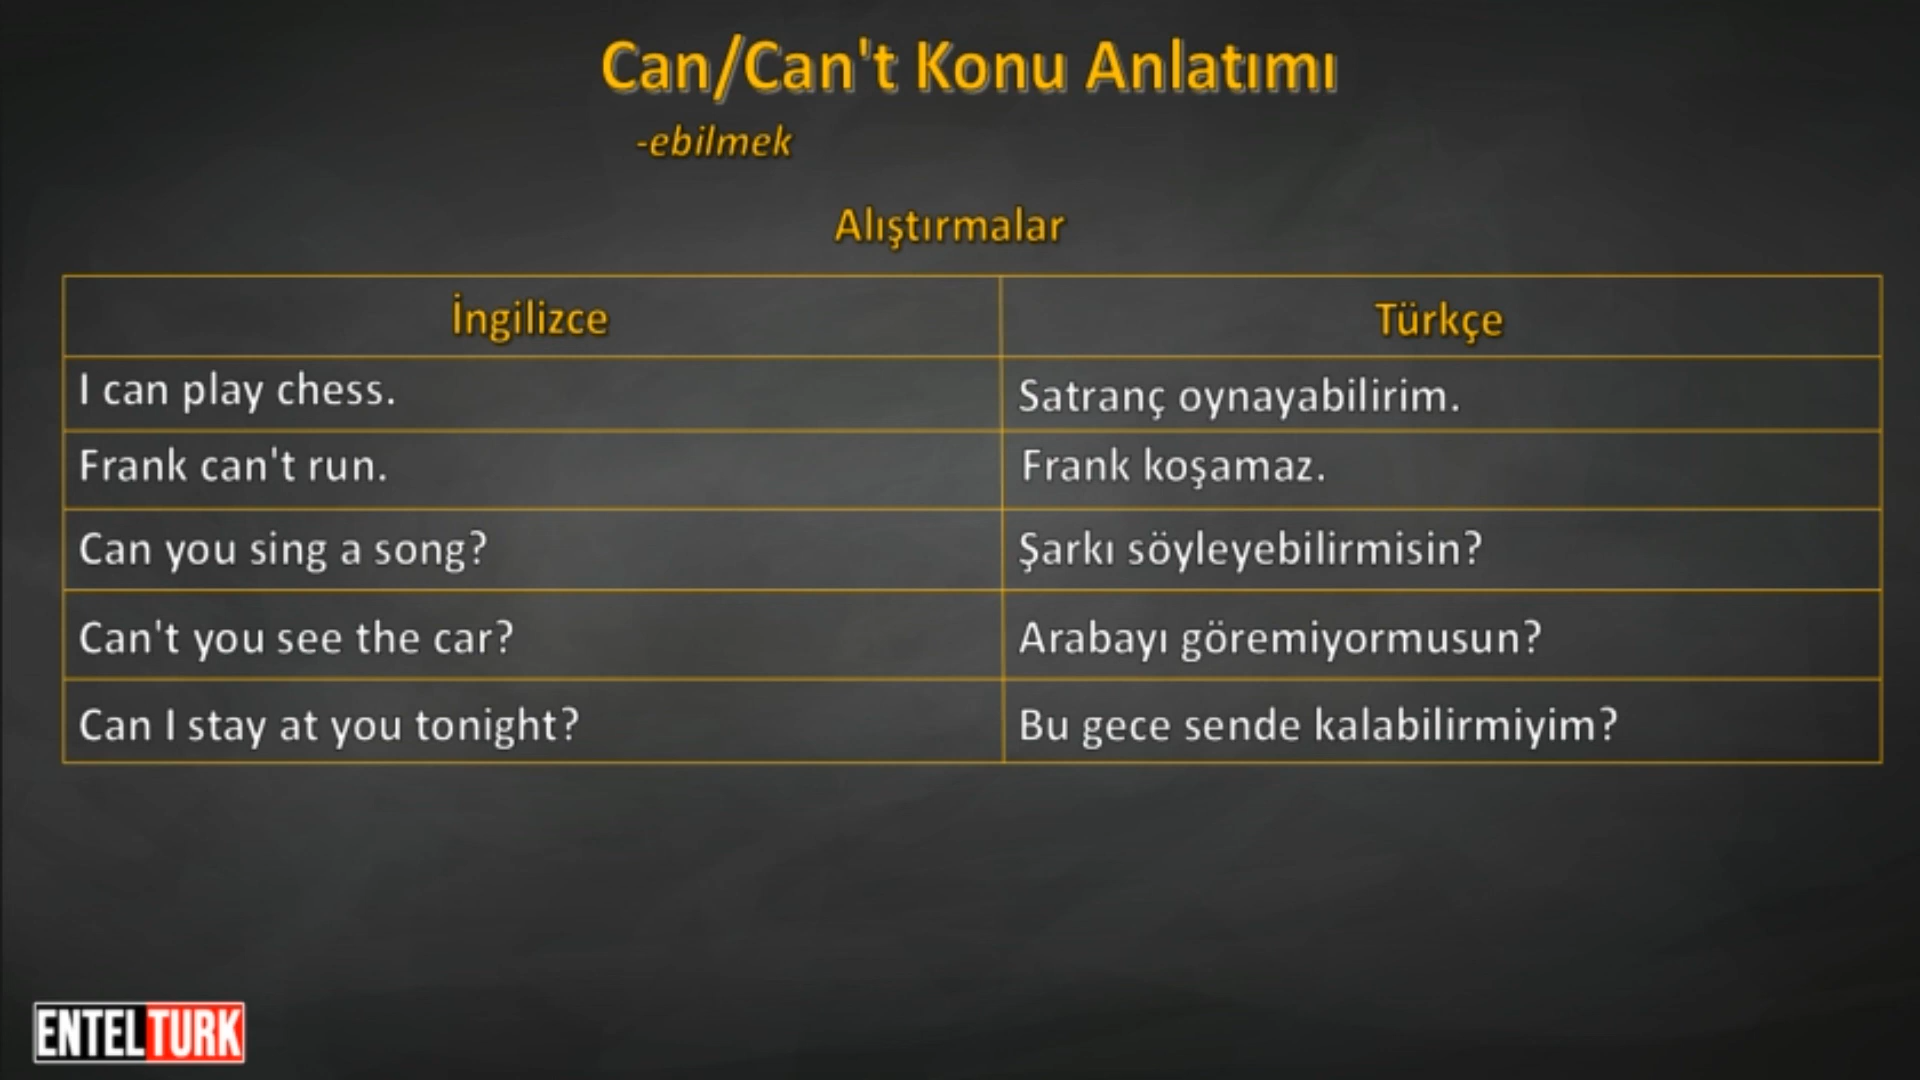 Can/Can't Konu Anlatımı
-ebilmek
Alıştırmalar
İngilizce
Türkçe
I can play chess.
Satranç oynayabilirim.
Frank can't run.
Frank koşamaz.
Can you sing a song?
Şarkı söyleyebilirmisin?
Can't you see the car?
Arabayı göremiyormusun?
Can I stay at you tonight?
Bu gece sende kalabilirmiyim?
ENTELTURK